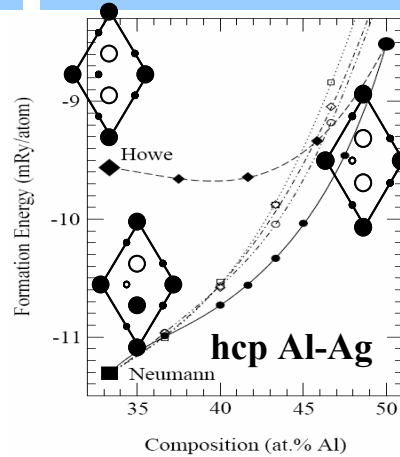 Formation Energy (mRy/atom)
-9
-10
-11
Howe
Neumann
hcp Al-Ag
35
40
45
50
Composition (at.% Al)